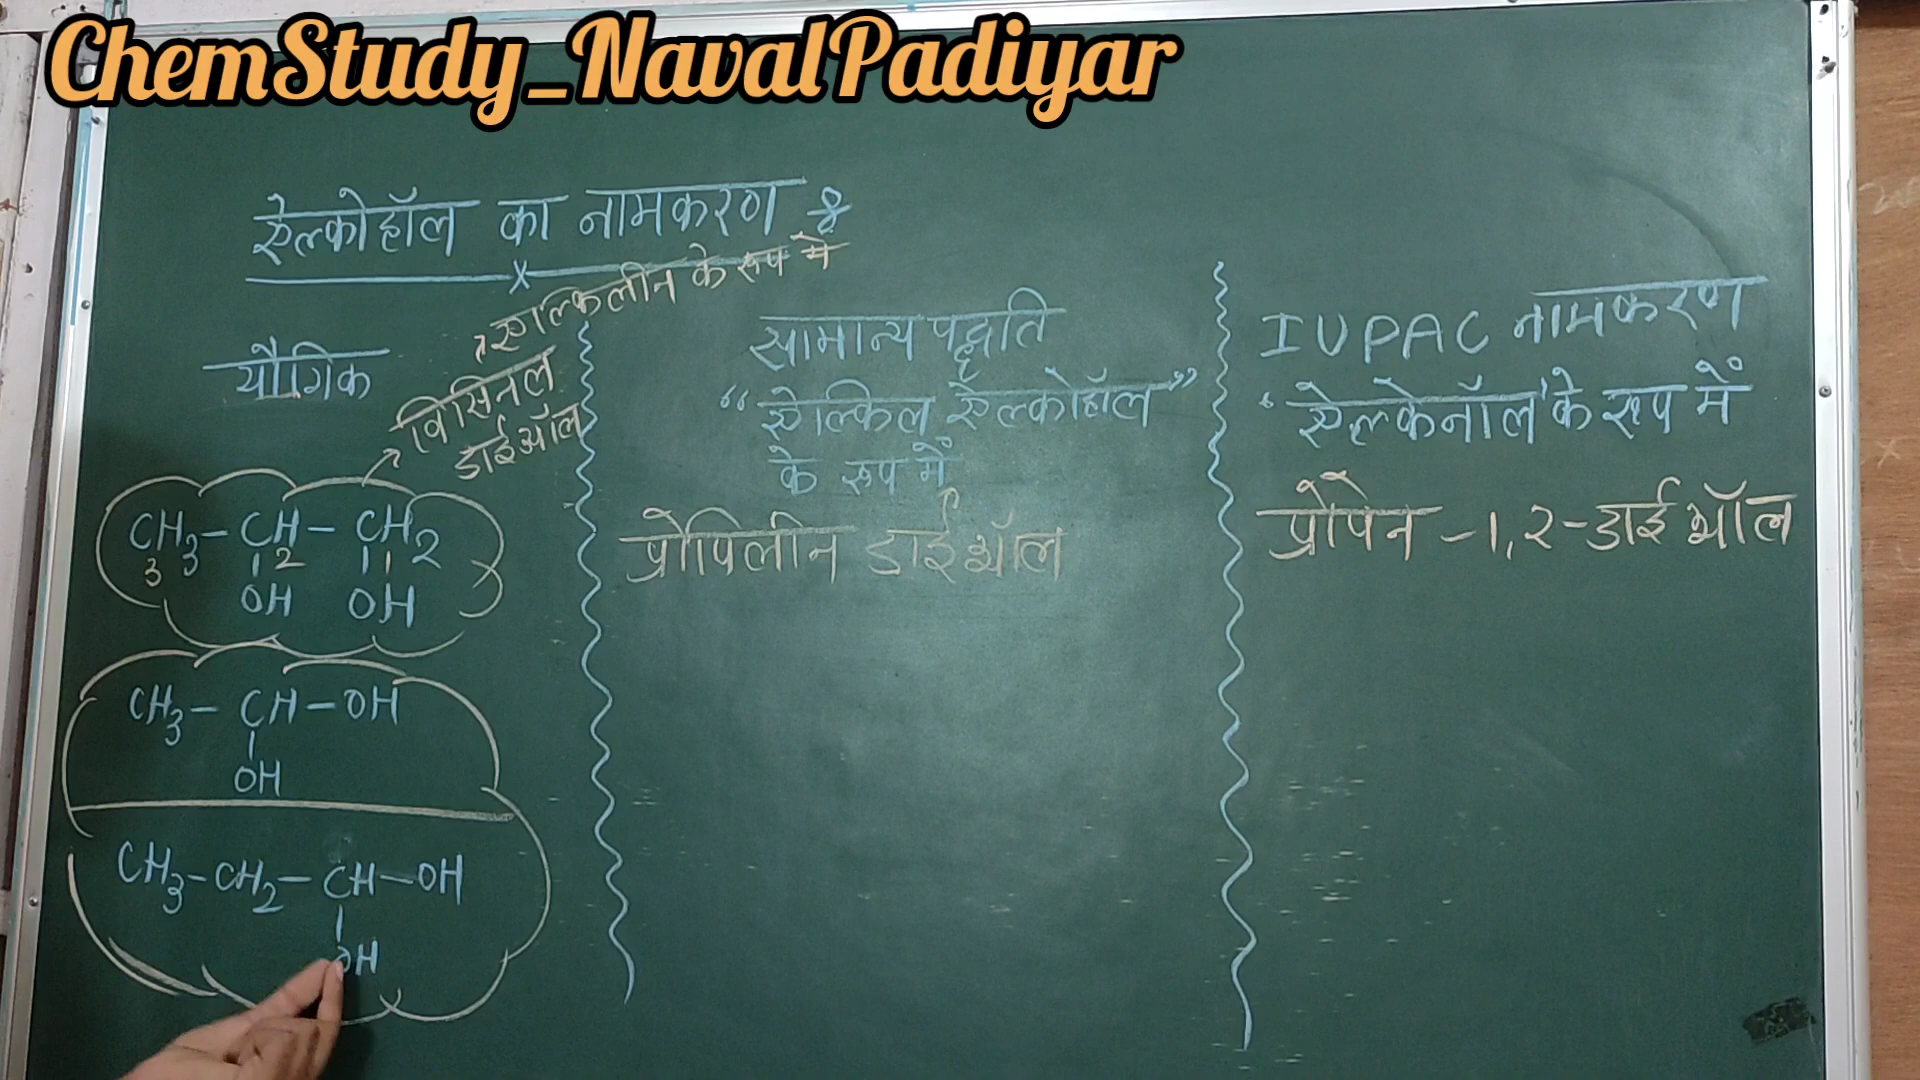 ChemStudy_NavalPadiyar
ऐल्कोहॉल का नामकरण :
यौगिक
विसिनल → ऐल्किलीन के रूप मे
डाईऑल
CH3 – CH – CH2
3 2 1
OH OH
CH3 – CH – OH
OH
CH3 – CH2 – CH – OH
OH
सामान्य पद्धति
“ ऐल्किल ऐल्कोहॉल ”
के रूप में
प्रोपिलीन डाईऑल
IUPAC नामकरण
‘ ऐल्केनॉल ’ के रूप में
प्रोपेन – 1, 2 – डाईऑल